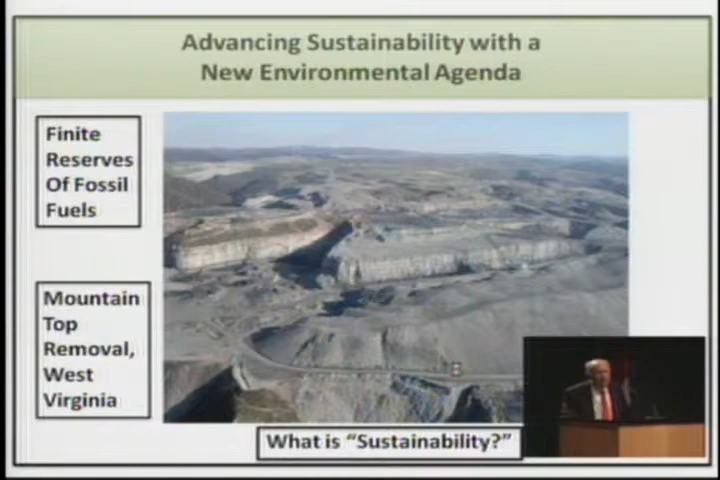 Advancing Sustainability with a
New Environmental Agenda
Finite
Reserves
Of Fossil
Fuels
Mountain
Top
Removal,
West
Virginia
What is “Sustainability?”